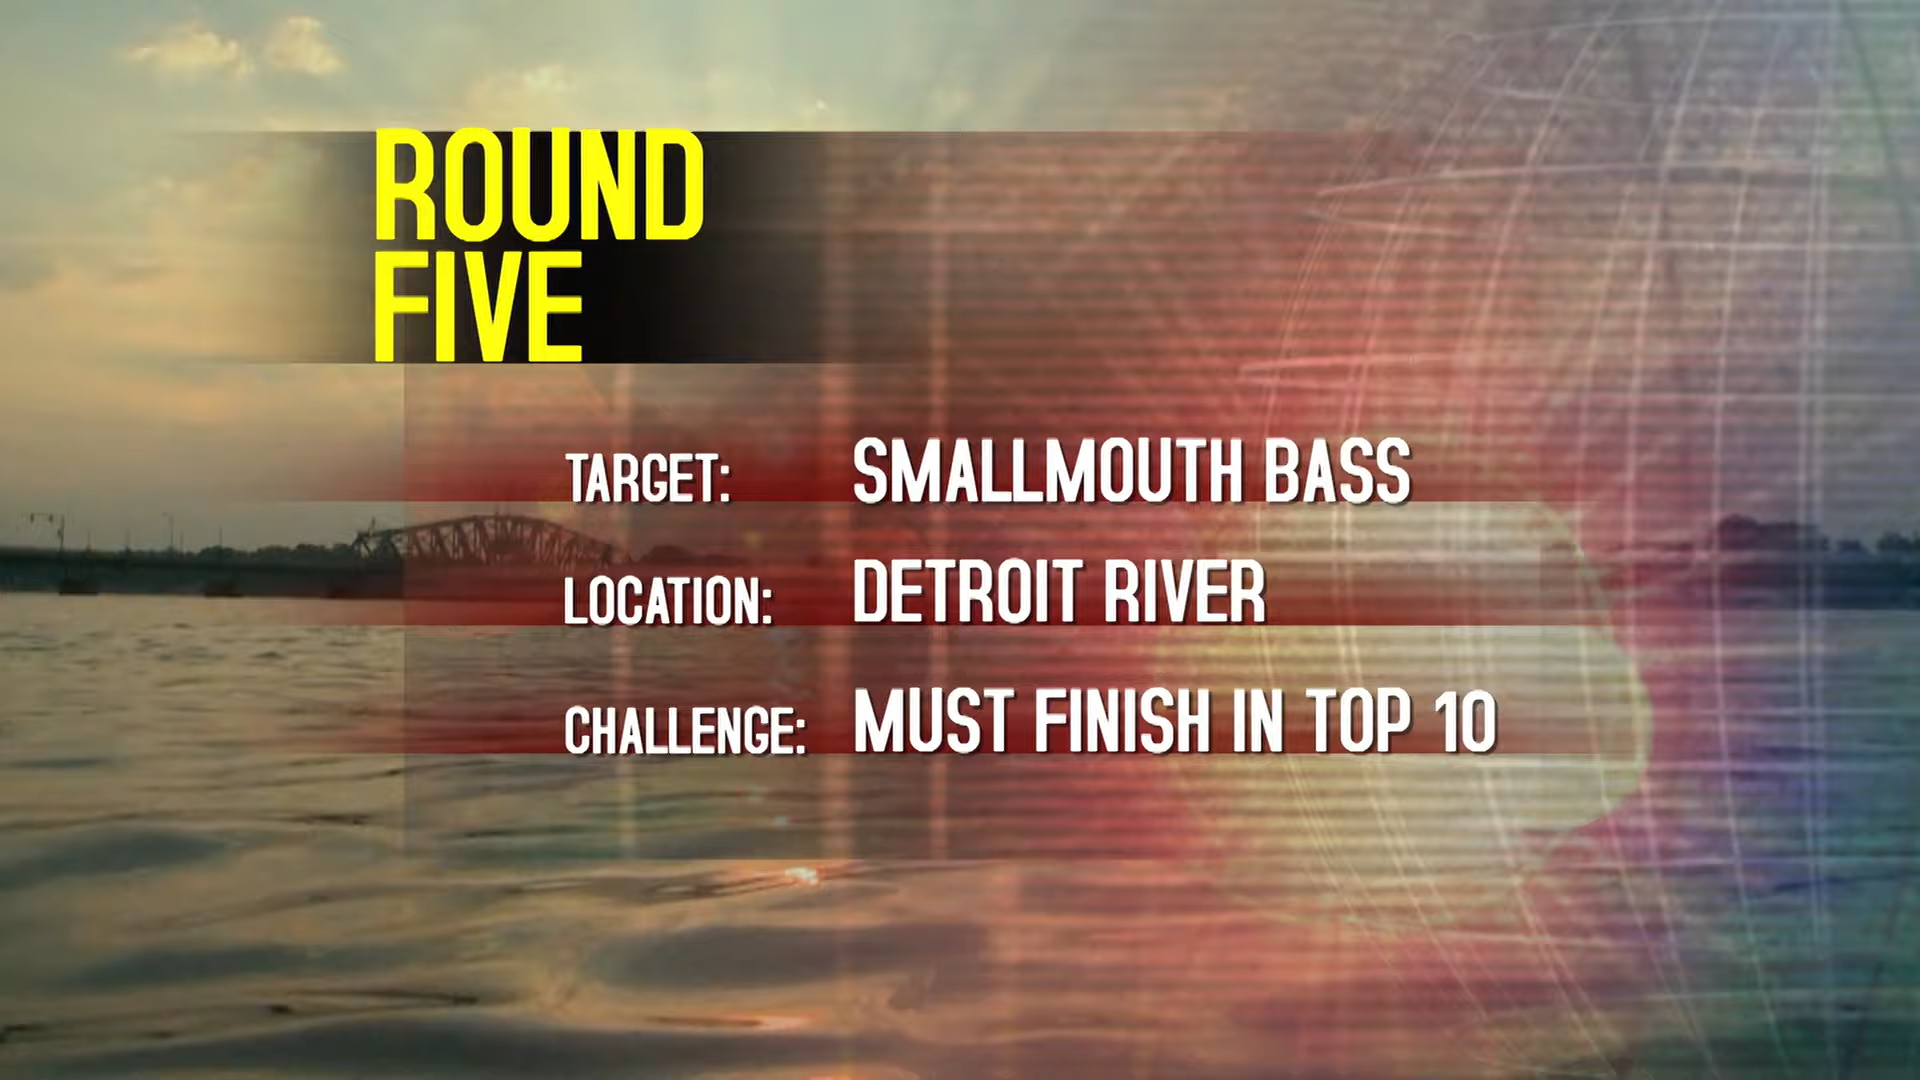 ROUND
FIVE
TARGET: SMALLMOUTH BASS
LOCATION: DETROIT RIVER
CHALLENGE: MUST FINISH IN TOP 10